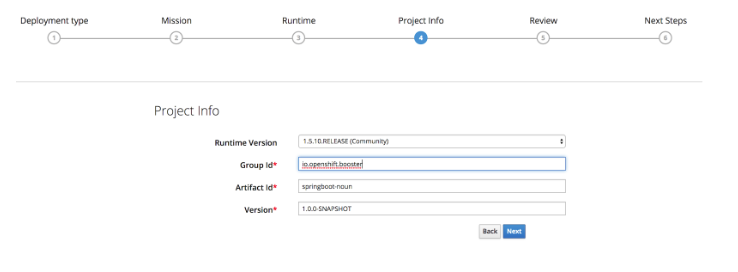 Deployment type Mission Runtime Project Info Review Next Steps
1 2 3 4 5 6
Project Info
Runtime Version 1.5.10.RELEASE (Community)
Group Id* io.openshift.booster
Artifact Id* springboot-noun
Version* 1.0.0-SNAPSHOT
Back Next